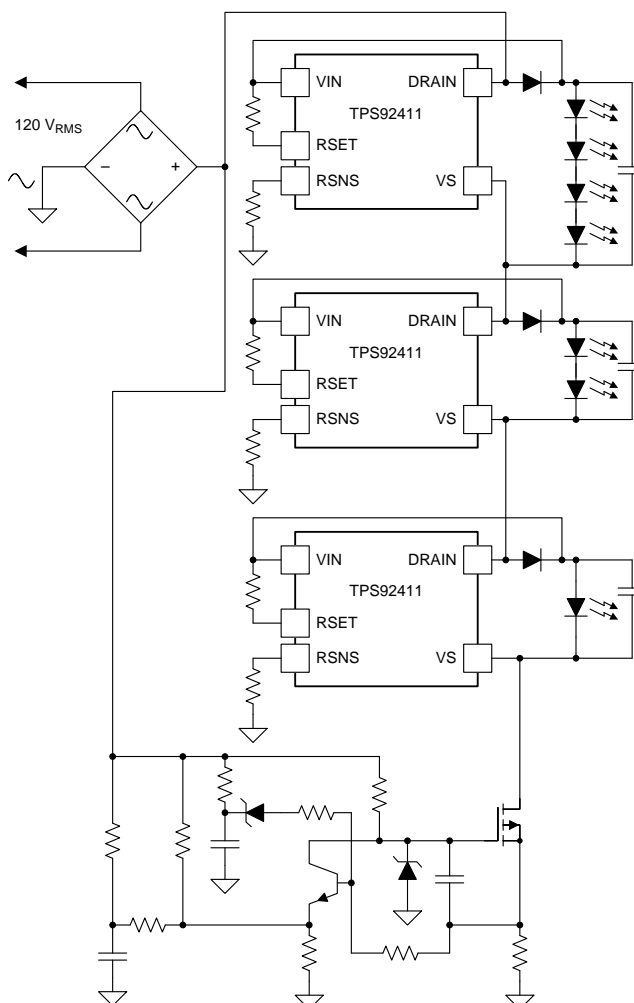 120 VRMS
–
+
VIN
DRAIN
TPS92411
RSET
RSNS
VS
VIN
DRAIN
TPS92411
RSET
RSNS
VS
VIN
DRAIN
TPS92411
RSET
RSNS
VS